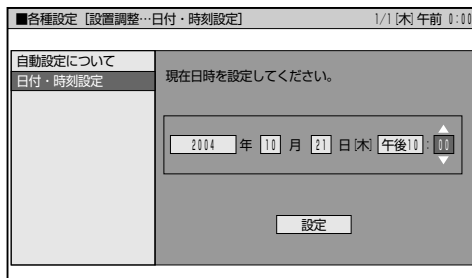 ■各種設定［設置調整…日付・時刻設定］ 1/1[木]午前 0:00
自動設定について
日付・時刻設定
現在日時を設定してください。
2004 年 10 月 21 日[木] 午後10:00
設定